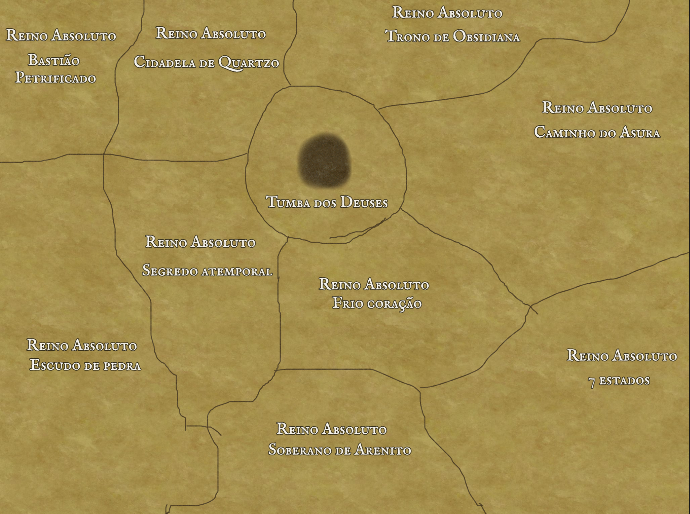 Reino Absoluto
Bastião
Petrificado
Reino Absoluto
Cidadela de Quartzo
Reino Absoluto
Trono de Obsidiana
Reino Absoluto
Caminho do Asura
Tumba dos Deuses
Reino Absoluto
Segredo atemporal
Reino Absoluto
Frio coração
Reino Absoluto
Escudo de pedra
Reino Absoluto
7 estados
Reino Absoluto
Soberano de Arenito